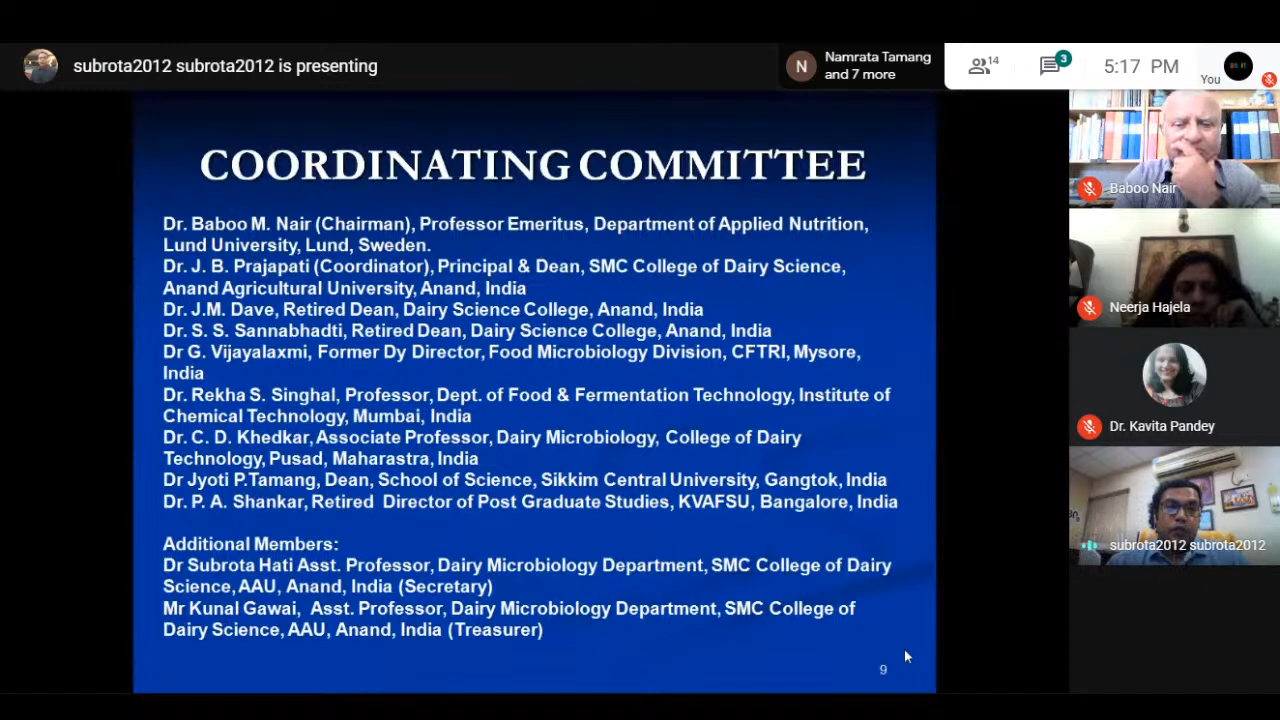 subrota2012 subrota2012 is presenting
N
Namrata Tamang
and 7 more
14
3
5:17 PM
You
COORDINATING COMMITTEE
Dr. Baboo M. Nair (Chairman), Professor Emeritus, Department of Applied Nutrition,
Lund University, Lund, Sweden.
Dr. J. B. Prajapati (Coordinator), Principal & Dean, SMC College of Dairy Science,
Anand Agricultural University, Anand, India
Dr. J.M. Dave, Retired Dean, Dairy Science College, Anand, India
Dr. S. S. Sannabhadti, Retired Dean, Dairy Science College, Anand, India
Dr G. Vijayalaxmi, Former Dy Director, Food Microbiology Division, CFTRI, Mysore,
India
Dr. Rekha S. Singhal, Professor, Dept. of Food & Fermentation Technology, Institute of
Chemical Technology, Mumbai, India
Dr. C. D. Khedkar, Associate Professor, Dairy Microbiology, College of Dairy
Technology, Pusad, Maharastra, India
Dr Jyoti P.Tamang, Dean, School of Science, Sikkim Central University, Gangtok, India
Dr. P. A. Shankar, Retired Director of Post Graduate Studies, KVAFSU, Bangalore, India
Additional Members:
Dr Subrota Hati Asst. Professor, Dairy Microbiology Department, SMC College of Dairy
Science, AAU, Anand, India (Secretary)
Mr Kunal Gawai, Asst. Professor, Dairy Microbiology Department, SMC College of
Dairy Science, AAU, Anand, India (Treasurer)
9
Baboo Nair
Neerja Hajela
Dr. Kavita Pandey
subrota2012 subrota2012